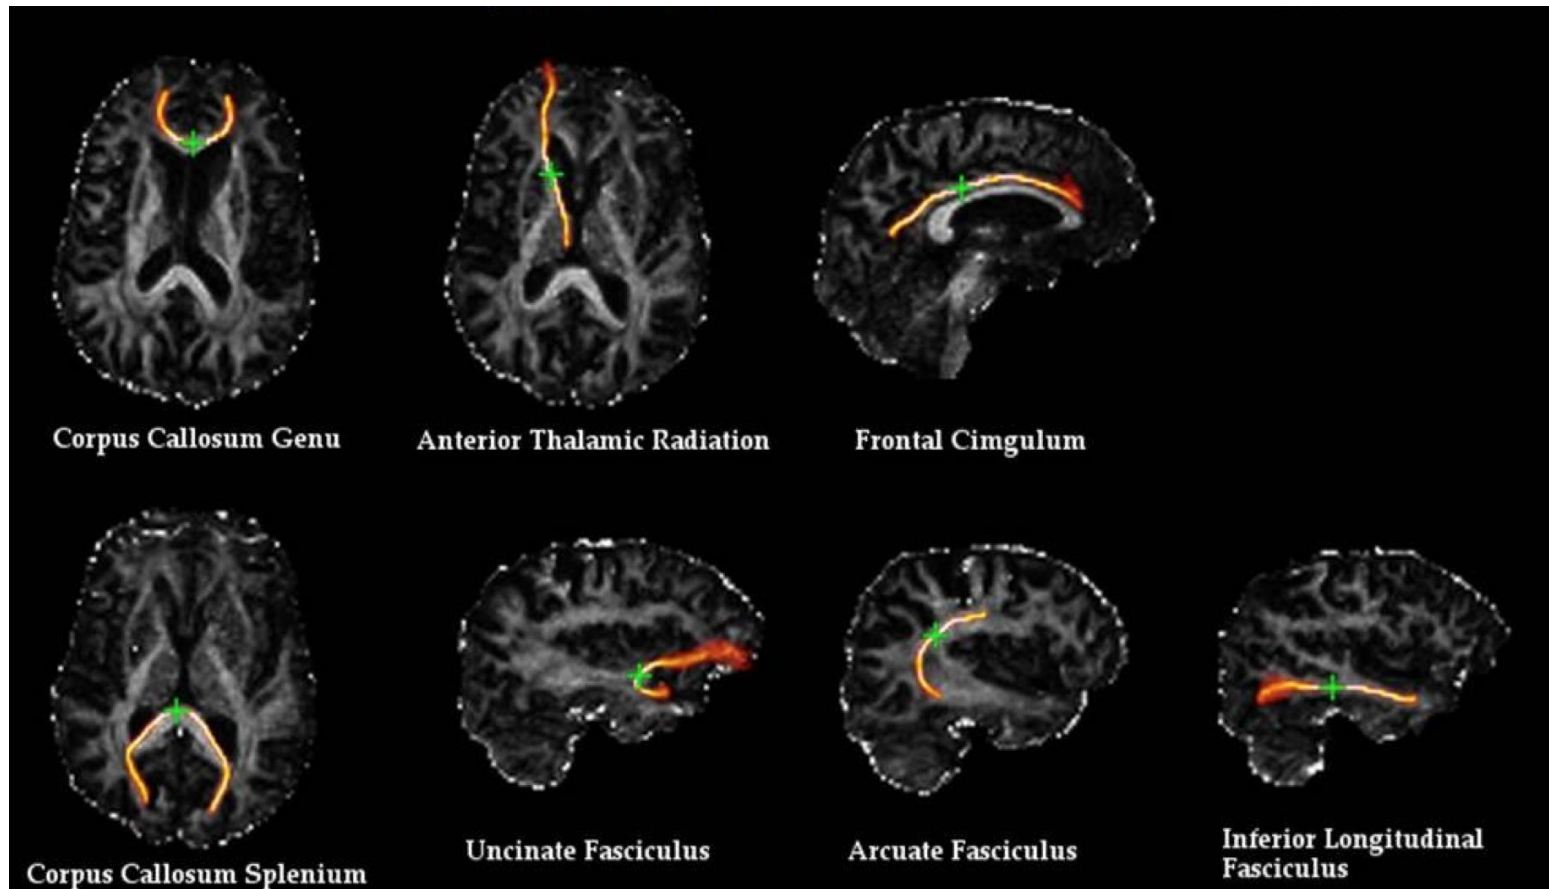 Corpus Callosum Genu
Anterior Thalamic Radiation
Frontal Cimgulum
Corpus Callosum Splenium
Uncinate Fasciculus
Arcuate Fasciculus
Inferior Longitudinal
Fasciculus